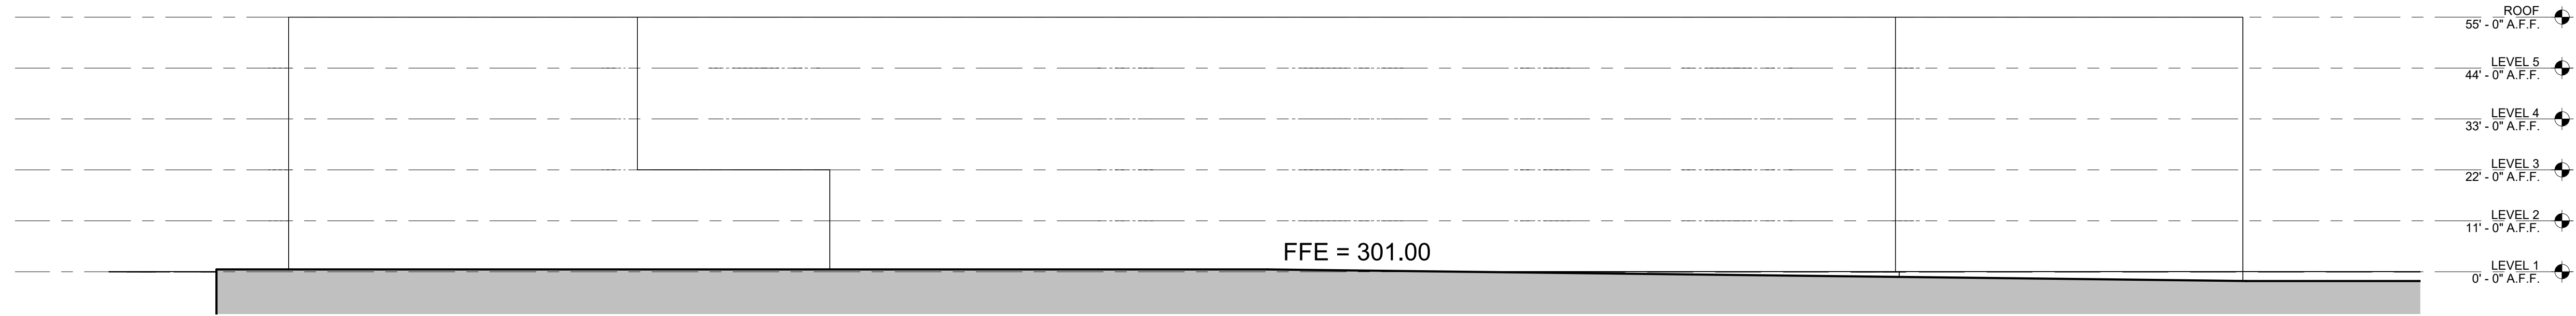 ROOF
55' - 0" A.F.F.
LEVEL 5
44' - 0" A.F.F.
LEVEL 4
33' - 0" A.F.F.
LEVEL 3
22' - 0" A.F.F.
LEVEL 2
11' - 0" A.F.F.
FFE = 301.00
LEVEL 1
0' - 0" A.F.F.